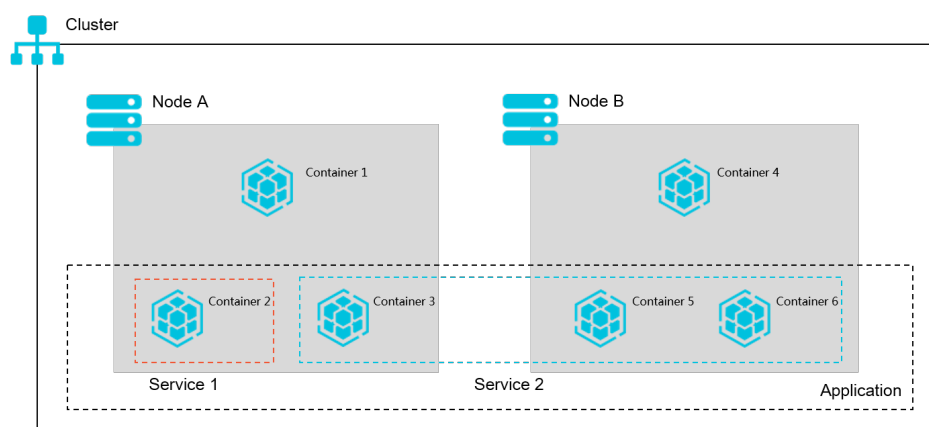 Cluster
Node A
Node B
Container 1
Container 4
Container 2
Container 3
Container 5
Container 6
Service 1
Service 2
Application